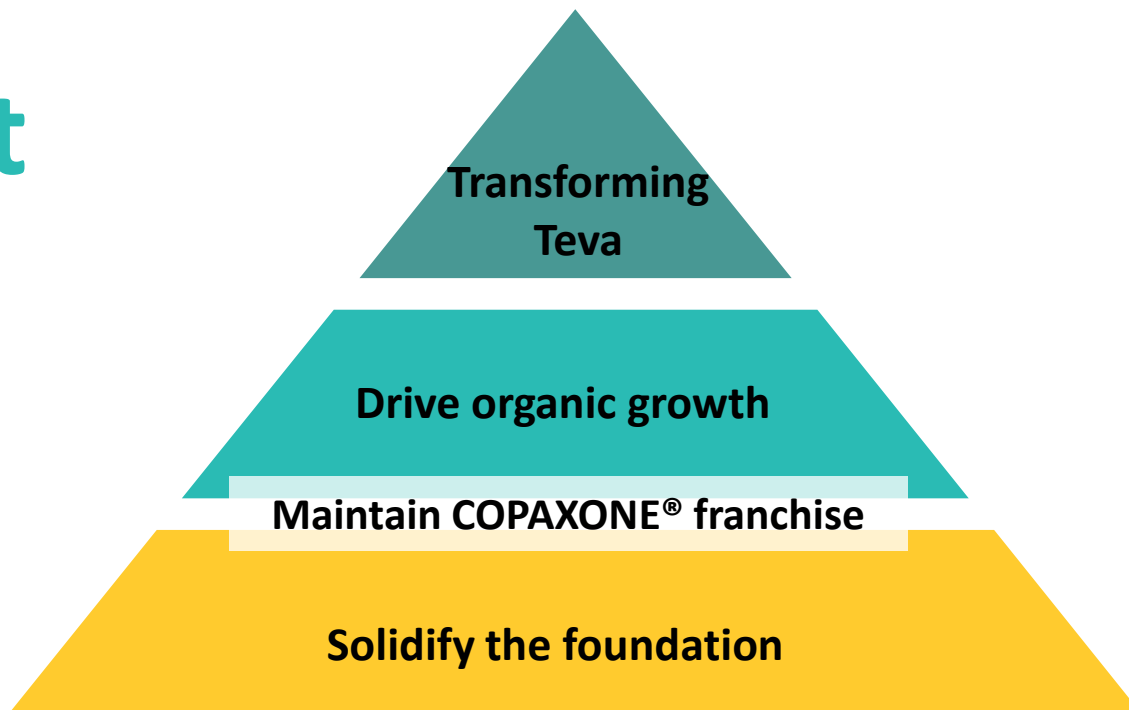 t
Transforming
Teva
Drive organic growth
Maintain COPAXONE® franchise
Solidify the foundation